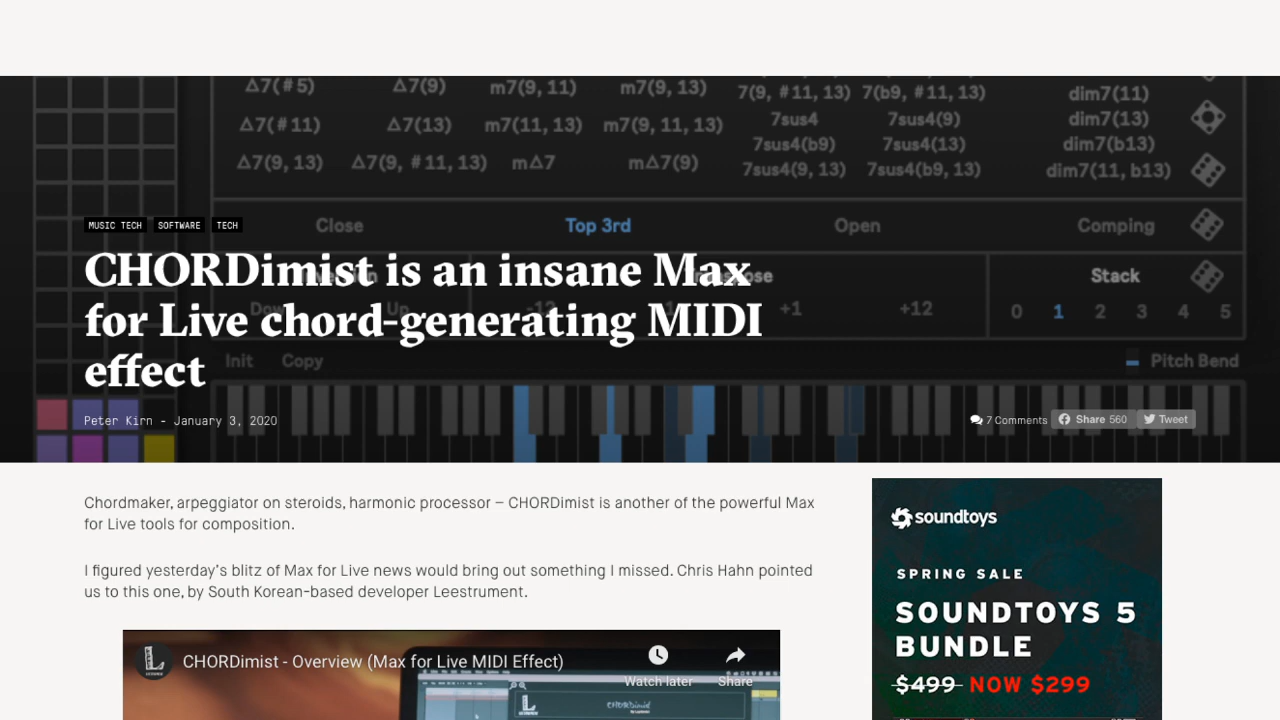 Δ7(#5) Δ7(9) m7(9, 11) m7(9, 13) 7(9, #11, 13) 7(b9, #11, 13) dim7(11)
Δ7(#11) Δ7(13) m7(11, 13) m7(9, 11, 13) 7sus4 7sus4(9) dim7(13)
7sus4(b9) 7sus4(13) dim7(b13)
Δ7(9, 13) Δ7(9, #11, 13) mΔ7 mΔ7(9) 7sus4(9, 13) 7sus4(b9, 13) dim7(11, b13)
MUSIC TECH SOFTWARE TECH
Close Top 3rd Open Comping
CHORDimist is an insane Max
for Live chord-generating MIDI
effect
Stack
-12 +1 +12 0 1 2 3 4 5
Init Copy Pitch Bend
Peter Kirn - January 3, 2020
7 Comments Share 560 Tweet
Chordmaker, arpeggiator on steroids, harmonic processor – CHORDimist is another of the powerful Max
for Live tools for composition.
I figured yesterday's blitz of Max for Live news would bring out something I missed. Chris Hahn pointed
us to this one, by South Korean-based developer Leestrument.
CHORDimist - Overview (Max for Live MIDI Effect)
Watch later Share
CHORDimist
soundtoys
SPRING SALE
SOUNDTOYS 5
BUNDLE
$499 NOW $299